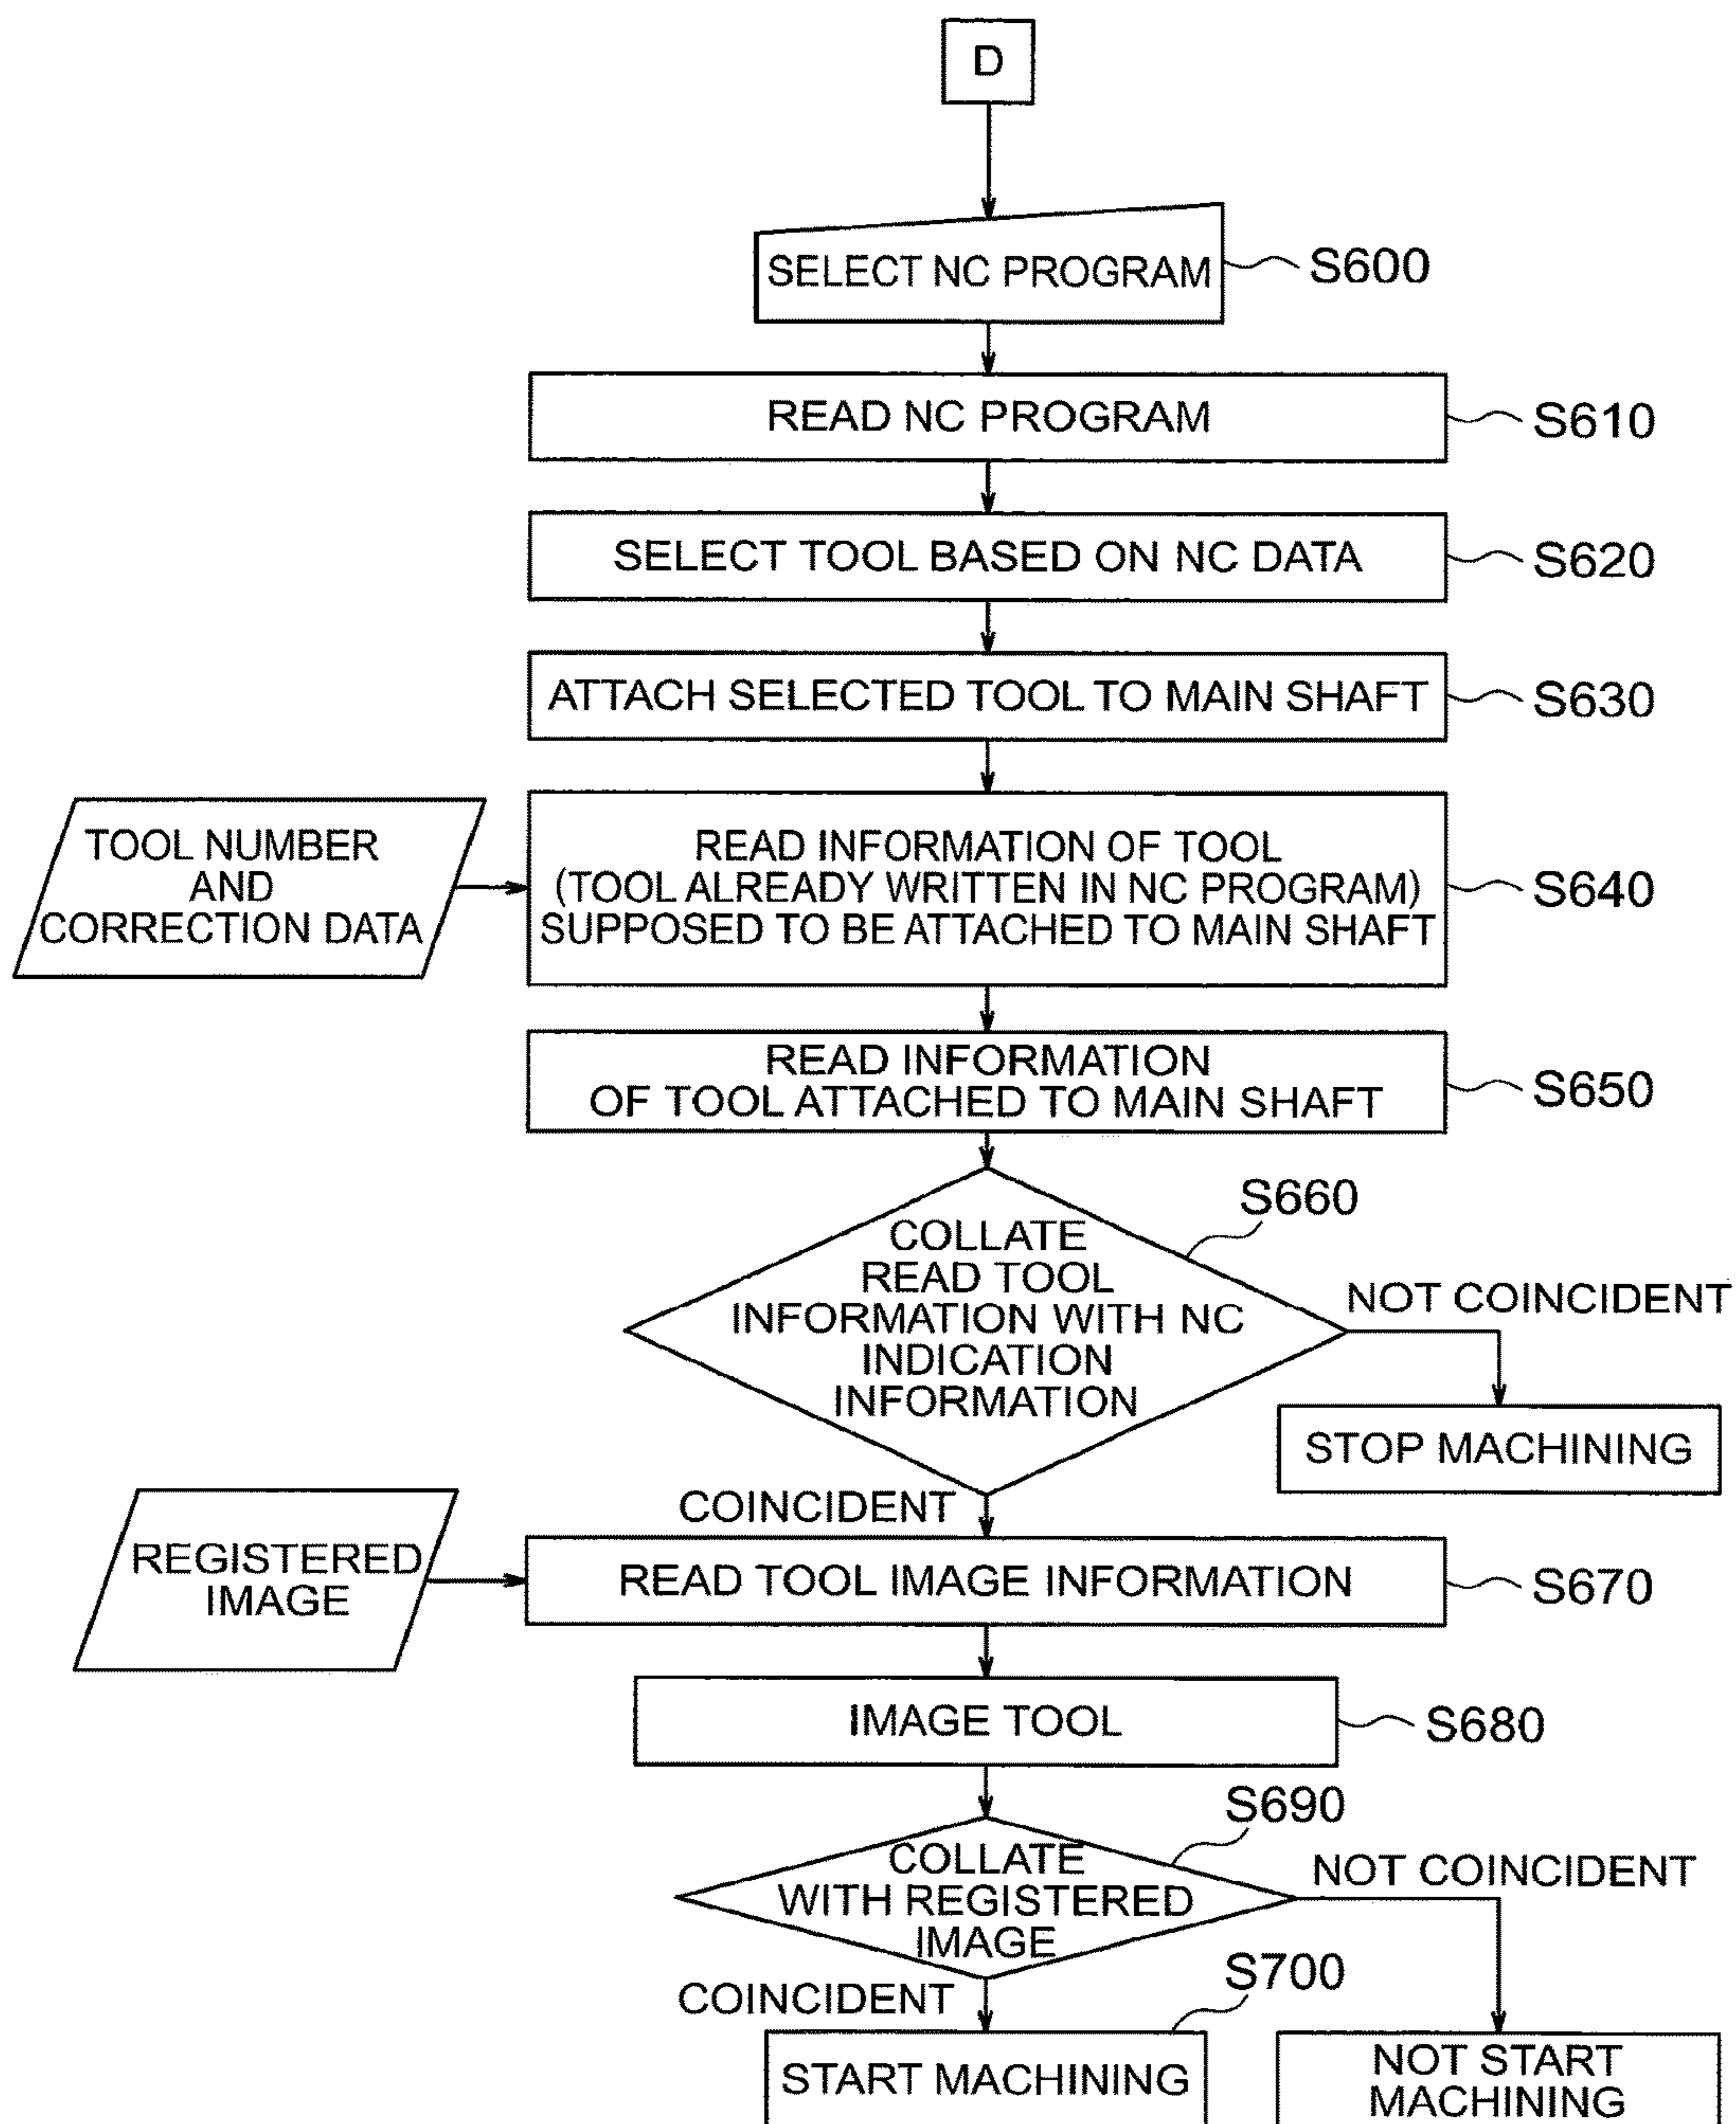 D
SELECT NC PROGRAM
S600
READ NC PROGRAM
S610
SELECT TOOL BASED ON NC DATA
S620
ATTACH SELECTED TOOL TO MAIN SHAFT
S630
TOOL NUMBER
AND
CORRECTION DATA
READ INFORMATION OF TOOL
(TOOL ALREADY WRITTEN IN NC PROGRAM)
SUPPOSED TO BE ATTACHED TO MAIN SHAFT
S640
READ INFORMATION
OF TOOL ATTACHED TO MAIN SHAFT
S650
S660
COLLATE
READ TOOL
INFORMATION WITH NC
INDICATION
INFORMATION
NOT COINCIDENT
STOP MACHINING
COINCIDENT
REGISTERED
IMAGE
READ TOOL IMAGE INFORMATION
S670
IMAGE TOOL
S680
S690
COLLATE
WITH REGISTERED
IMAGE
NOT COINCIDENT
COINCIDENT
S700
START MACHINING
NOT START
MACHINING